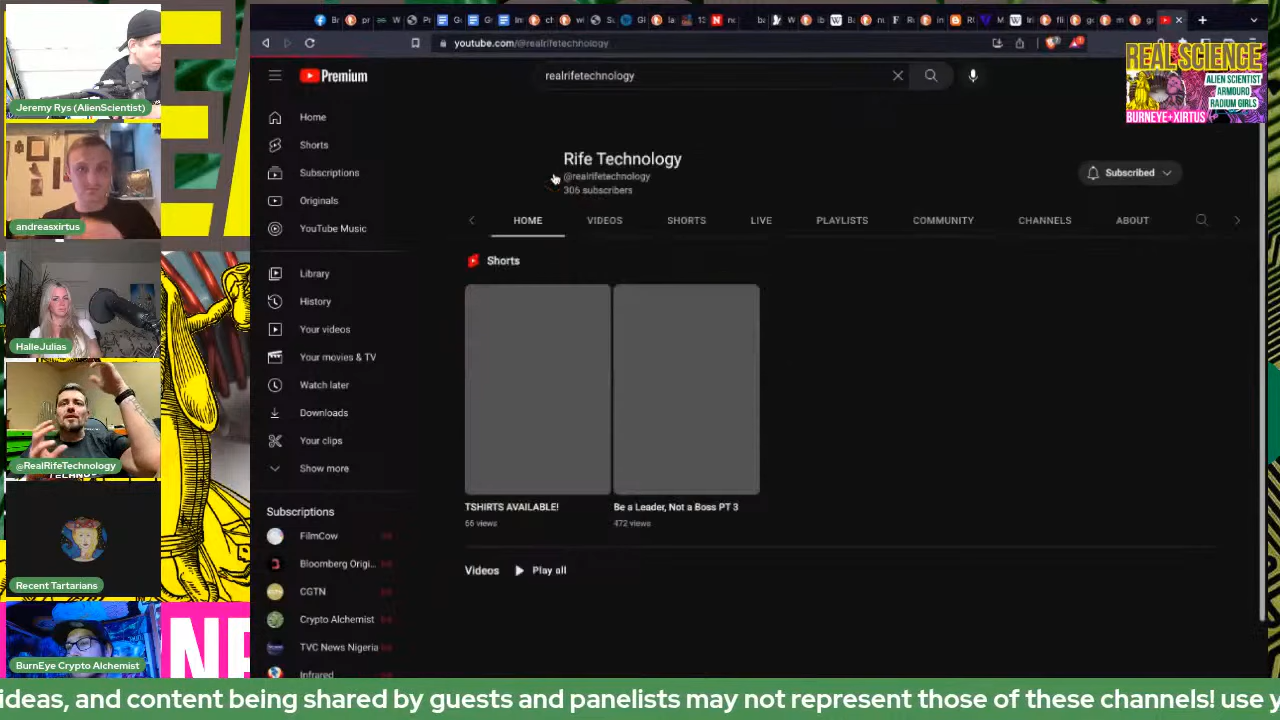 Jeremy Rys (AlienScientist)
andreasxirtus
HalleJulias
@RealRifeTechnology
Recent Tartarians
BurnEye Crypto Alchemist
youtube.com/@realrifetechnology
Premium
realrifetechnology
REAL SCIENCE
ALIEN SCIENTIST
ARMOURO
RADIUM GIRLS
BURNEYE+XIRTUS
Home
Shorts
Subscriptions
Originals
YouTube Music
Library
History
Your videos
Your movies & TV
Watch later
Downloads
Your clips
Show more
Subscriptions
FilmCow
Bloomberg Origi...
CGTN
Crypto Alchemist
TVC News Nigeria
Infrared
Rife Technology
@realrifetechnology
306 subscribers
Subscribed
HOME VIDEOS SHORTS LIVE PLAYLISTS COMMUNITY CHANNELS ABOUT
Shorts
TSHIRTS AVAILABLE!
66 views
Be a Leader, Not a Boss PT 3
472 views
Videos Play all
ideas, and content being shared by guests and panelists may not represent those of these channels! use